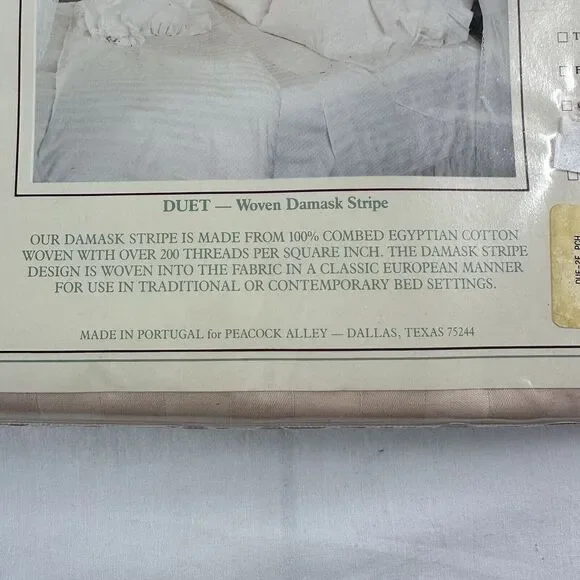 DUET — Woven Damask Stripe
OUR DAMASK STRIPE IS MADE FROM 100% COMBED EGYPTIAN COTTON
WOVEN WITH OVER 200 THREADS PER SQUARE INCH. THE DAMASK STRIPE
DESIGN IS WOVEN INTO THE FABRIC IN A CLASSIC EUROPEAN MANNER
FOR USE IN TRADITIONAL OR CONTEMPORARY BED SETTINGS.
MADE IN PORTUGAL for PEACOCK ALLEY — DALLAS, TEXAS 75244